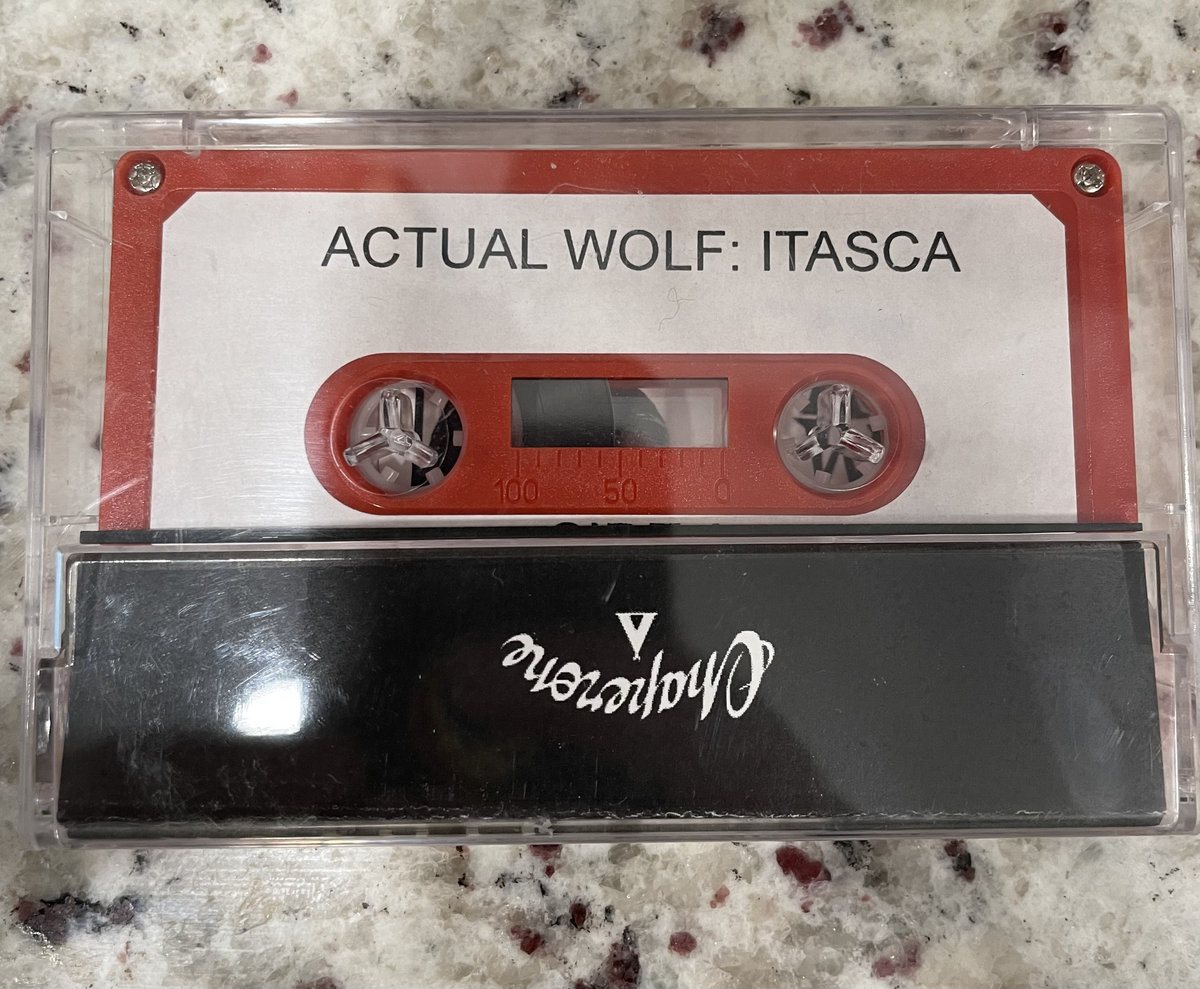 ACTUAL WOLF: ITASCA
100 50 0
Chaperone